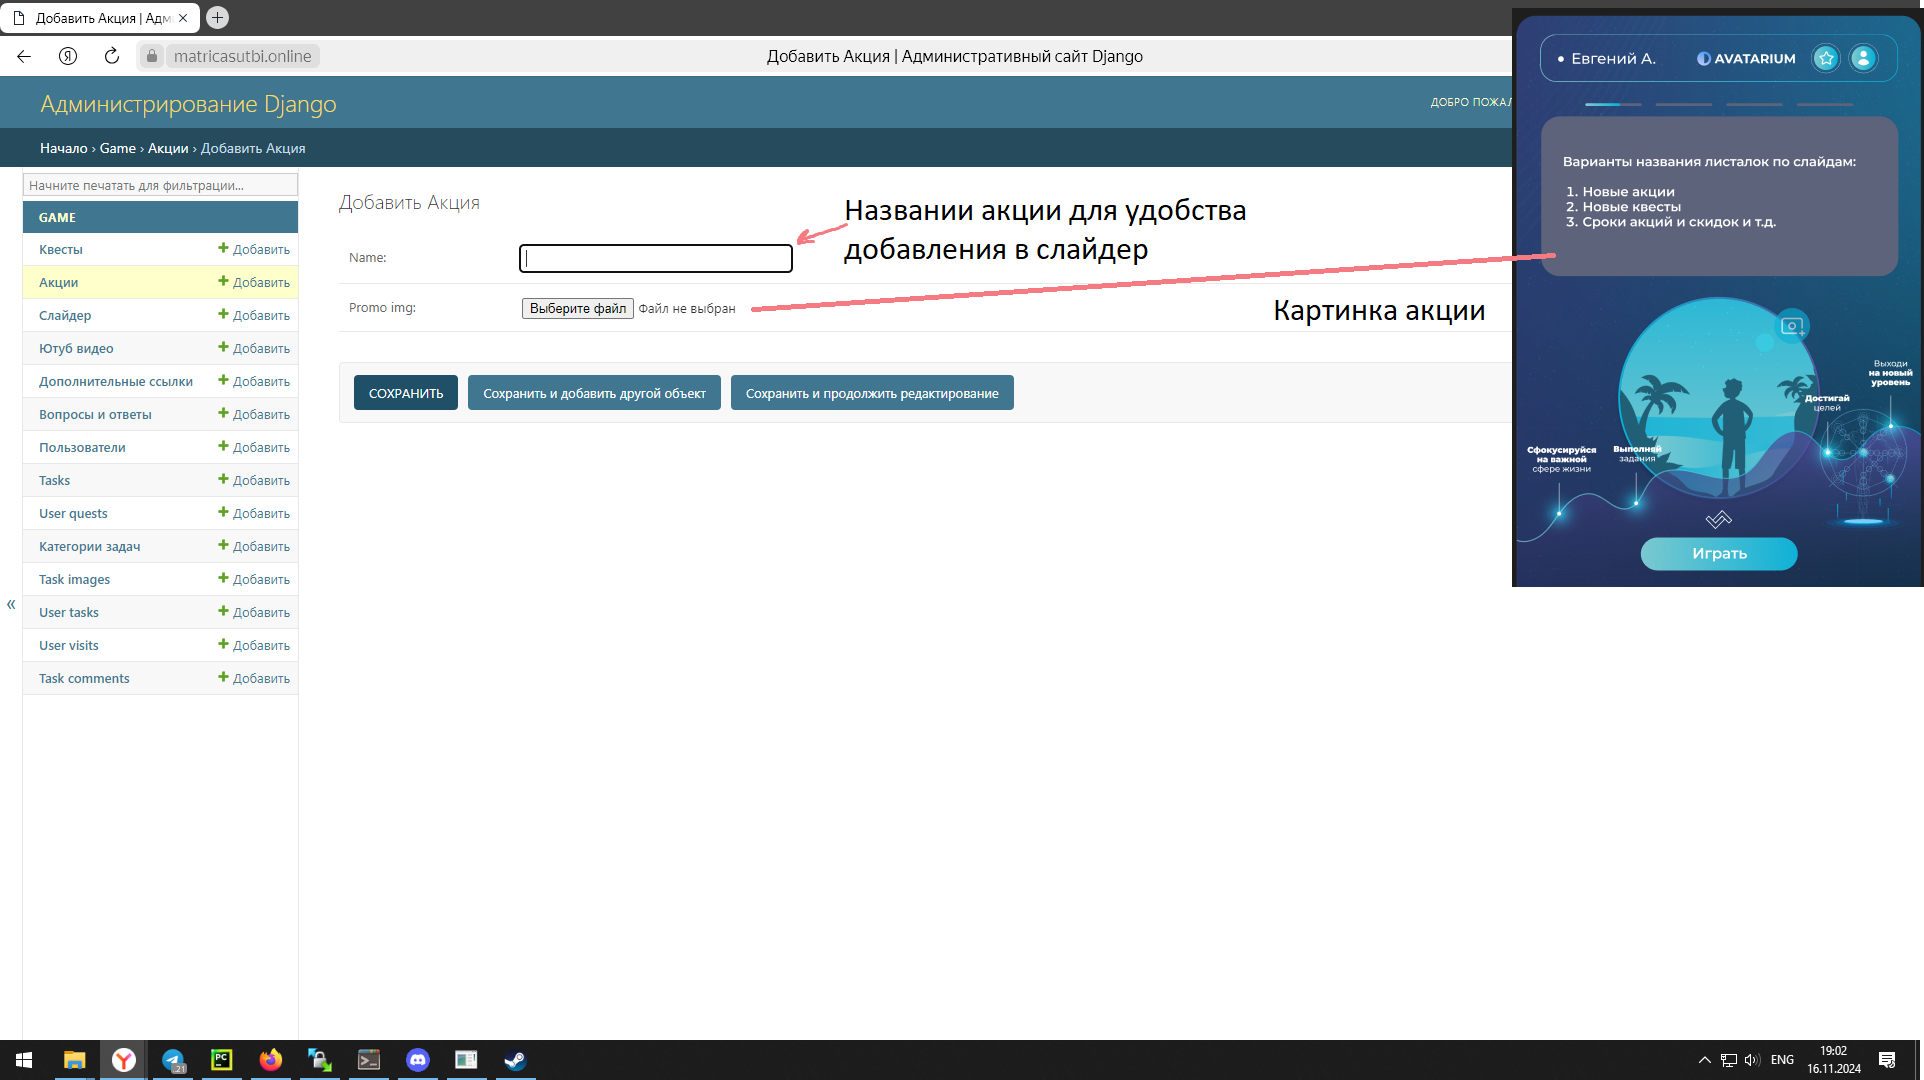 Добавить Акция | Адм
matricasutbi.online
Добавить Акция | Административный сайт Django
Администрирование Django
ДОБРО ПОЖАЛ
Начало › Game › Акции › Добавить Акция
Начните печатать для фильтрации...
GAME
Квесты Добавить
Акции Добавить
Слайдер Добавить
Ютуб видео Добавить
Дополнительные ссылки Добавить
Вопросы и ответы Добавить
Пользователи Добавить
Tasks Добавить
User quests Добавить
Категории задач Добавить
Task images Добавить
User tasks Добавить
User visits Добавить
Task comments Добавить
«
Добавить Акция
Name:
Названии акции для удобства
добавления в слайдер
Promo img:
Выберите файл Файл не выбран
Картинка акции
СОХРАНИТЬ
Сохранить и добавить другой объект
Сохранить и продолжить редактирование
• Евгений А.
AVATARIUM
Варианты названия листалок по слайдам:
1. Новые акции
2. Новые квесты
3. Сроки акций и скидок и т.д.
Выходи
на новый
уровень
Достигай
целей
Выполняй
задания
Сфокусируйся
на важной
сфере жизни
Играть
21
PC
ENG
19:02
16.11.2024